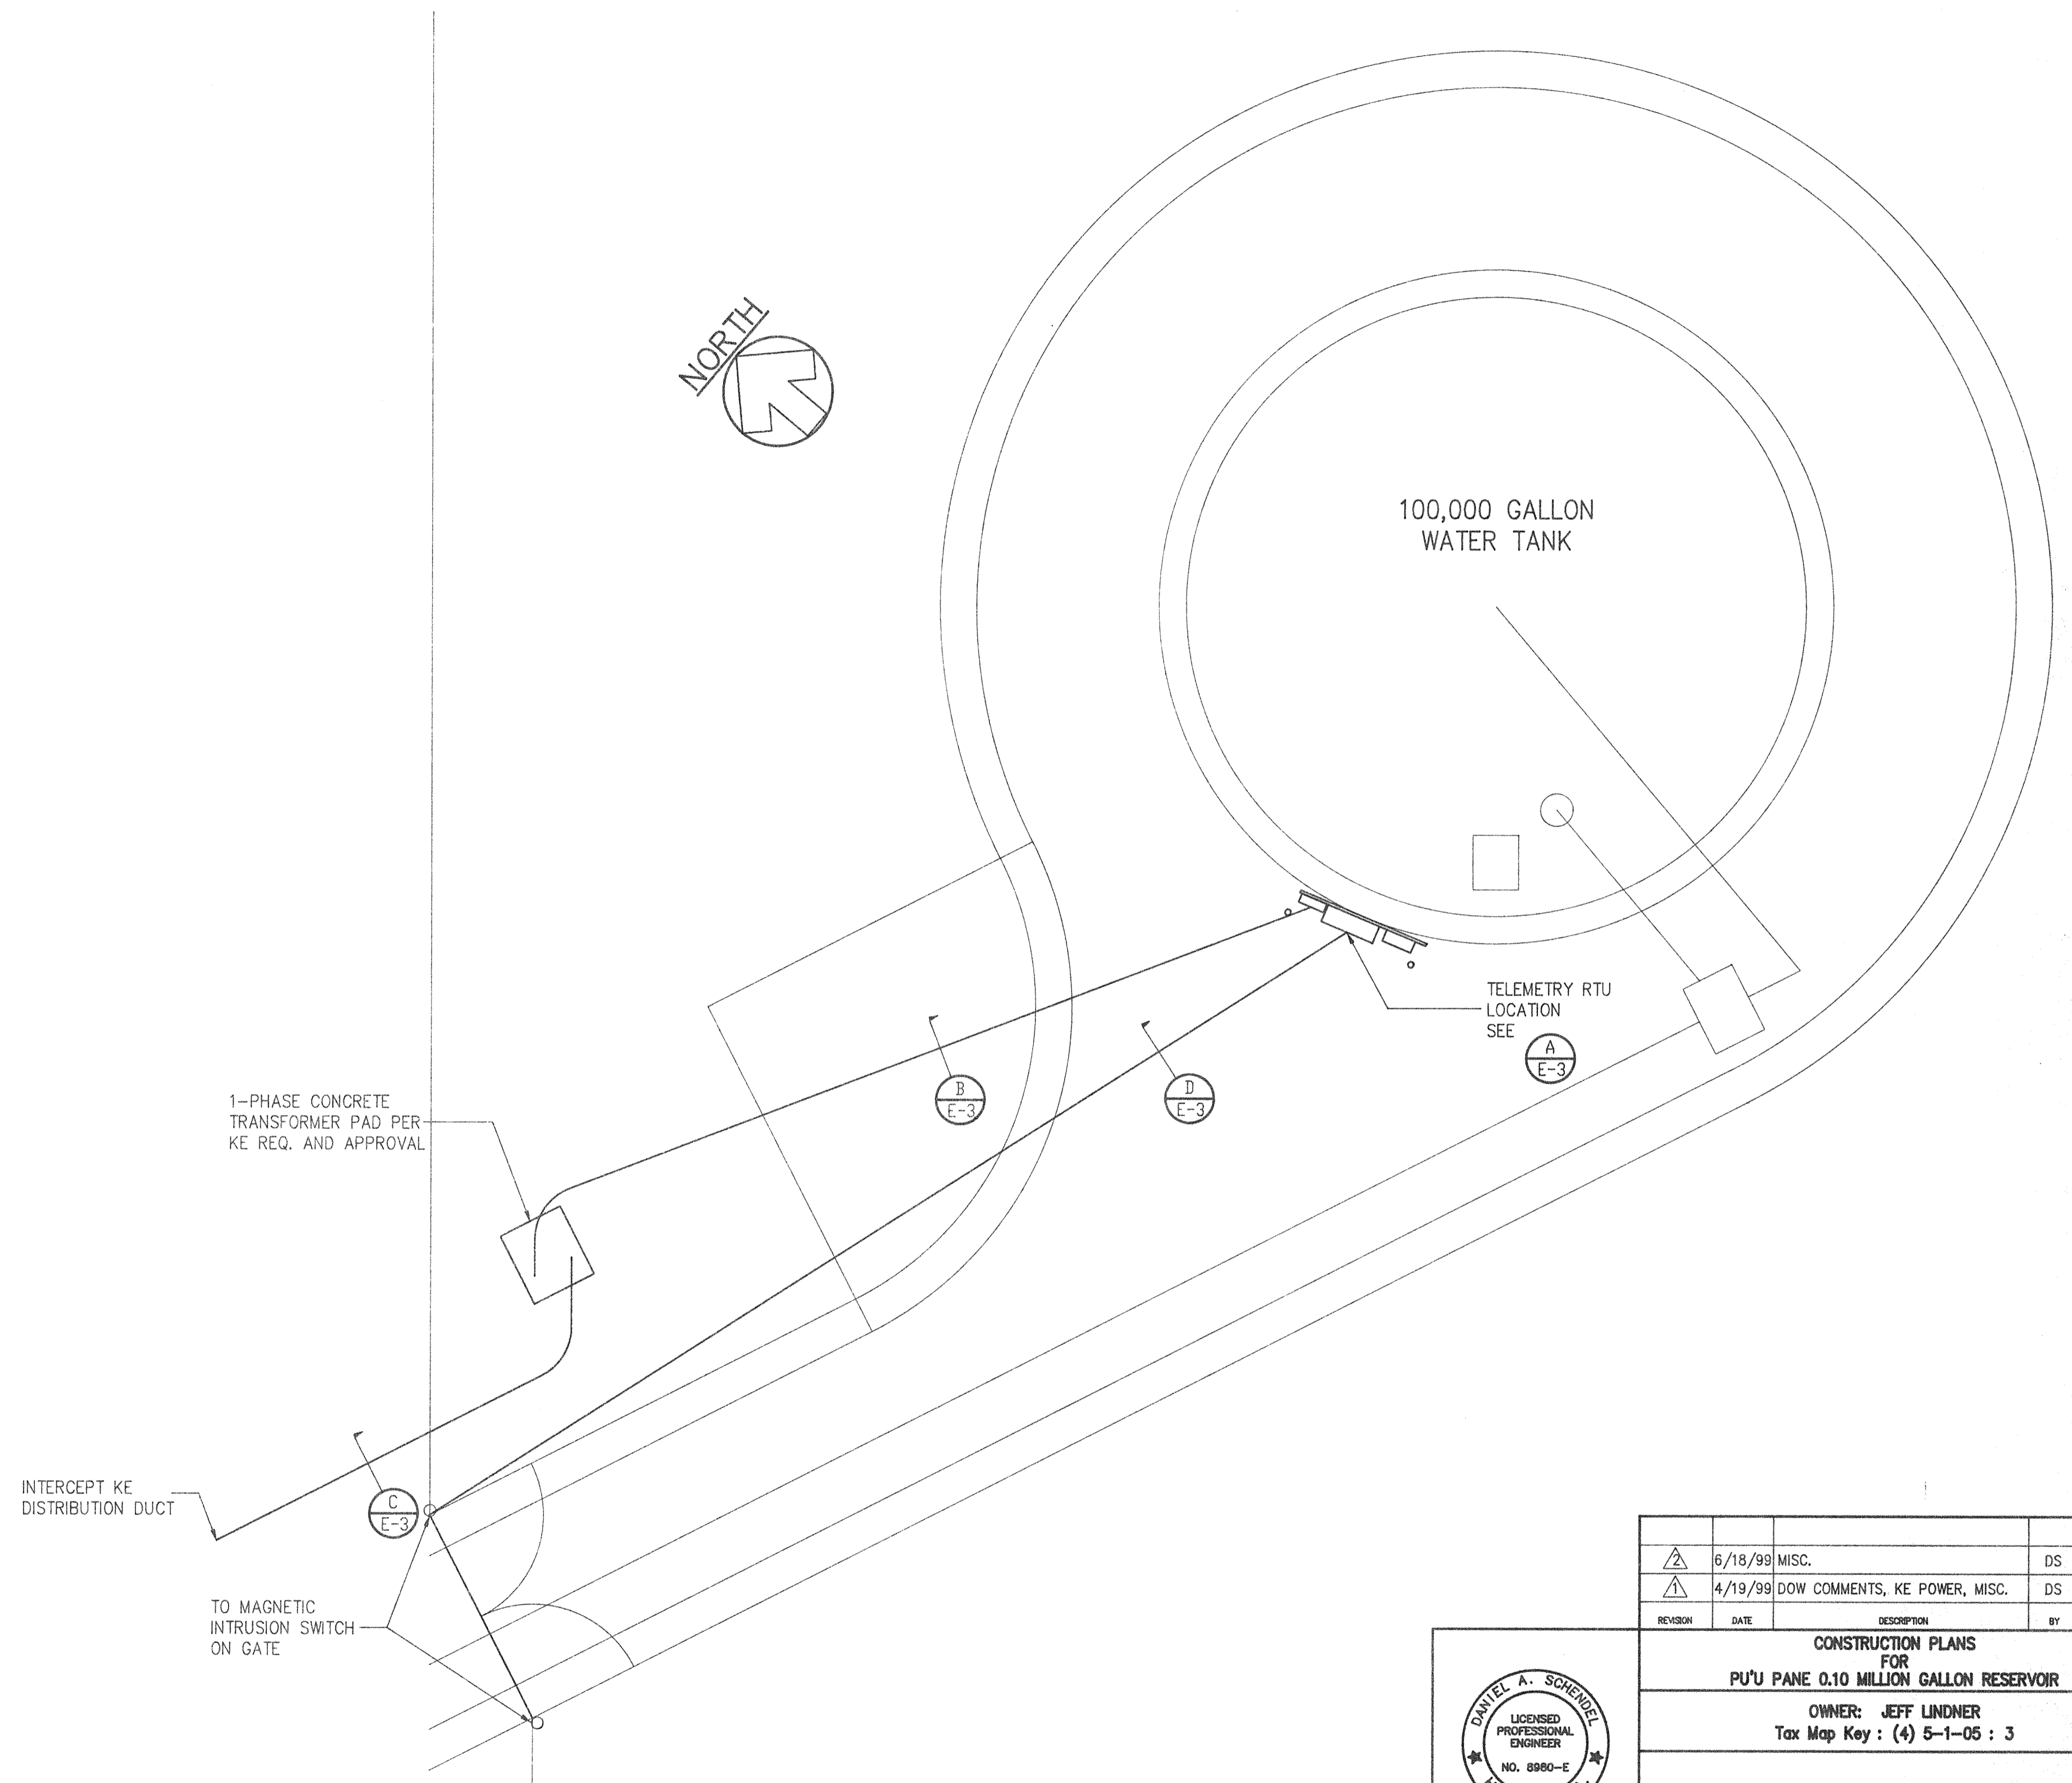 NORTH
100,000 GALLON
WATER TANK
TELEMETRY RTU
LOCATION
SEE
A
E-3
B
E-3
D
E-3
1-PHASE CONCRETE
TRANSFORMER PAD PER
KE REQ. AND APPROVAL
INTERCEPT KE
DISTRIBUTION DUCT
C
E-3
TO MAGNETIC
INTRUSION SWITCH
ON GATE
2 6/18/99 MISC. DS
1 4/19/99 DOW COMMENTS, KE POWER, MISC. DS
REVISION DATE DESCRIPTION BY
CONSTRUCTION PLANS
FOR
PU'U PANE 0.10 MILLION GALLON RESERVOIR
OWNER: JEFF LINDNER
Tax Map Key : (4) 5-1-05 : 3
DANIEL A. SCHENDEL
LICENSED
PROFESSIONAL
ENGINEER
NO. 8980-E